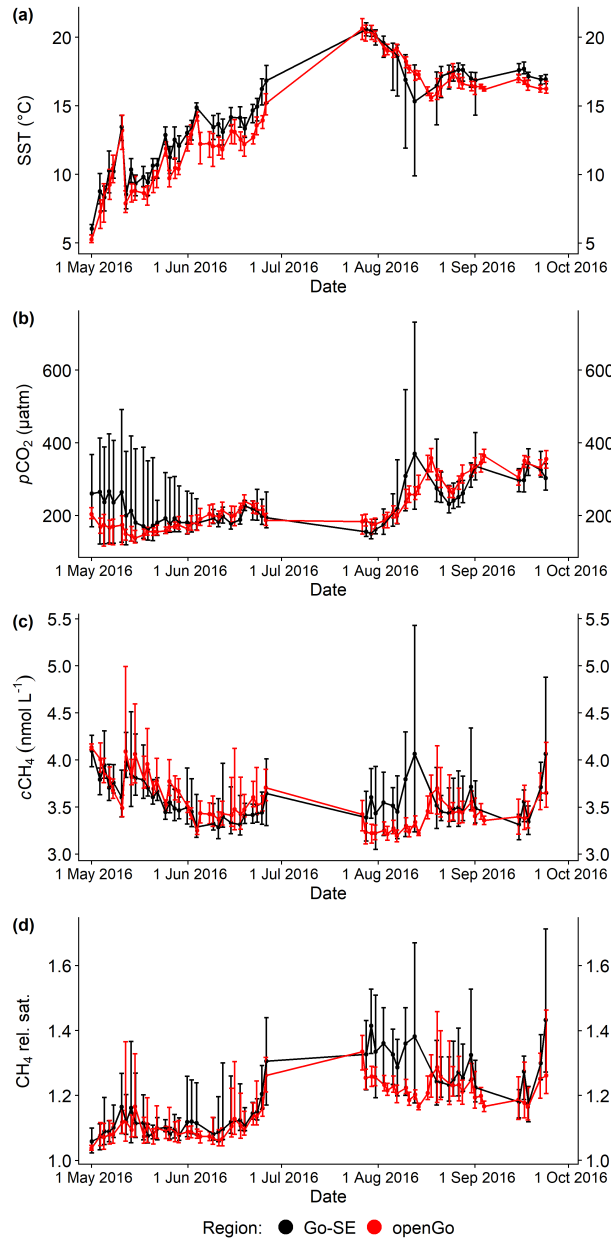 (a)
20
20
15
15
10
10
5
5
SST (°C)
1 May 2016
1 Jun 2016
1 Jul 2016
1 Aug 2016
1 Sep 2016
1 Oct 2016
Date
(b)
600
600
400
400
200
200
pCO₂ (µatm)
1 May 2016
1 Jun 2016
1 Jul 2016
1 Aug 2016
1 Sep 2016
1 Oct 2016
Date
(c)
5.5
5.5
5.0
5.0
4.5
4.5
4.0
4.0
3.5
3.5
3.0
3.0
cCH₄ (nmol L⁻¹)
1 May 2016
1 Jun 2016
1 Jul 2016
1 Aug 2016
1 Sep 2016
1 Oct 2016
Date
(d)
1.6
1.6
1.4
1.4
1.2
1.2
1.0
1.0
CH₄ rel. sat.
1 May 2016
1 Jun 2016
1 Jul 2016
1 Aug 2016
1 Sep 2016
1 Oct 2016
Date
Region: Go-SE openGo